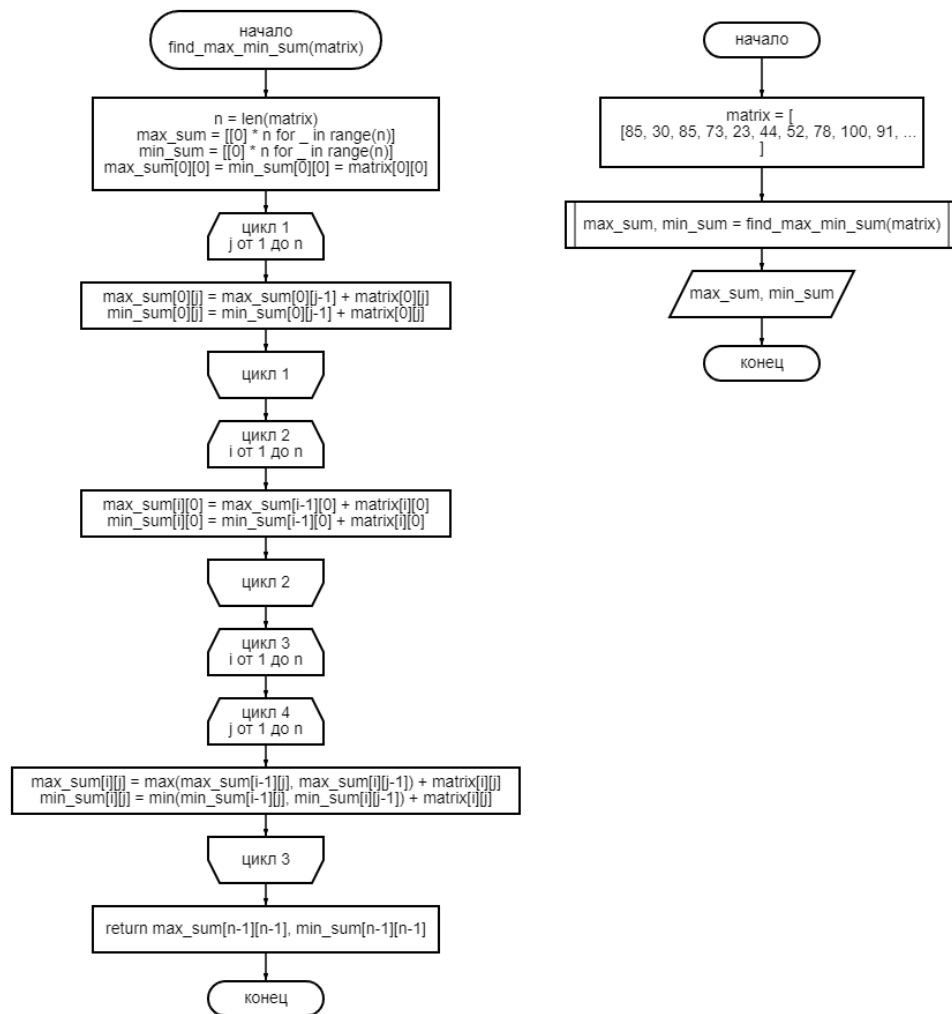 начало
find_max_min_sum(matrix)
n = len(matrix)
max_sum = [[0] * n for _ in range(n)]
min_sum = [[0] * n for _ in range(n)]
max_sum[0][0] = min_sum[0][0] = matrix[0][0]
цикл 1
j от 1 до n
max_sum[0][j] = max_sum[0][j-1] + matrix[0][j]
min_sum[0][j] = min_sum[0][j-1] + matrix[0][j]
цикл 1
цикл 2
i от 1 до n
max_sum[i][0] = max_sum[i-1][0] + matrix[i][0]
min_sum[i][0] = min_sum[i-1][0] + matrix[i][0]
цикл 2
цикл 3
i от 1 до n
цикл 4
j от 1 до n
max_sum[i][j] = max(max_sum[i-1][j], max_sum[i][j-1]) + matrix[i][j]
min_sum[i][j] = min(min_sum[i-1][j], min_sum[i][j-1]) + matrix[i][j]
цикл 3
return max_sum[n-1][n-1], min_sum[n-1][n-1]
конец
начало
matrix = [
[85, 30, 85, 73, 23, 44, 52, 78, 100, 91, ...
]
max_sum, min_sum = find_max_min_sum(matrix)
max_sum, min_sum
конец